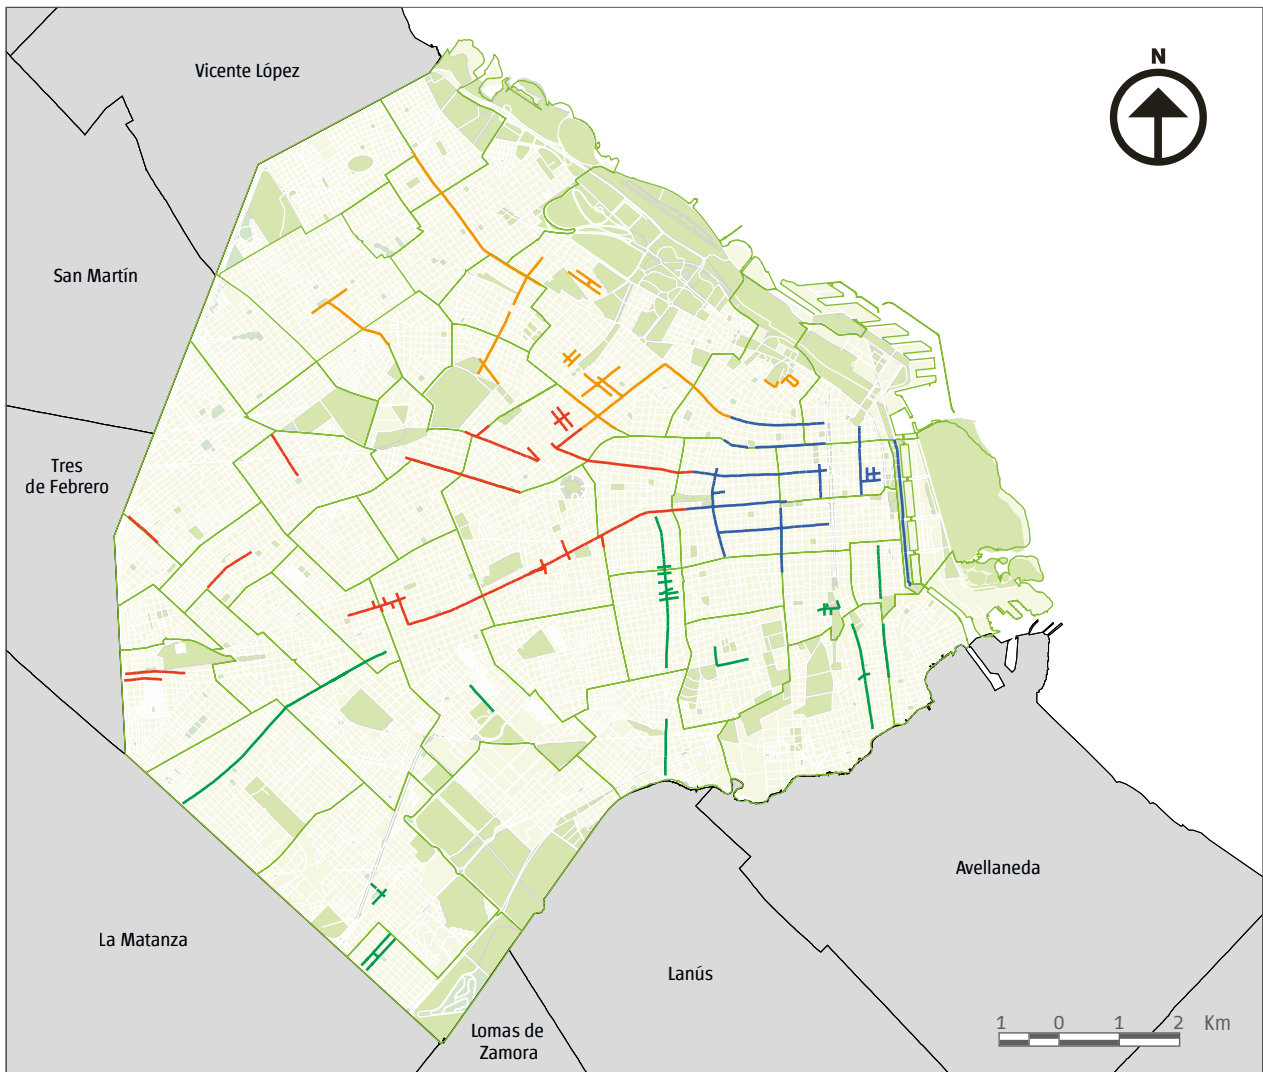 N
Vicente López
San Martín
Tres
de Febrero
La Matanza
Lomas de
Zamora
Lanús
Avellaneda
1 0 1 2 Km